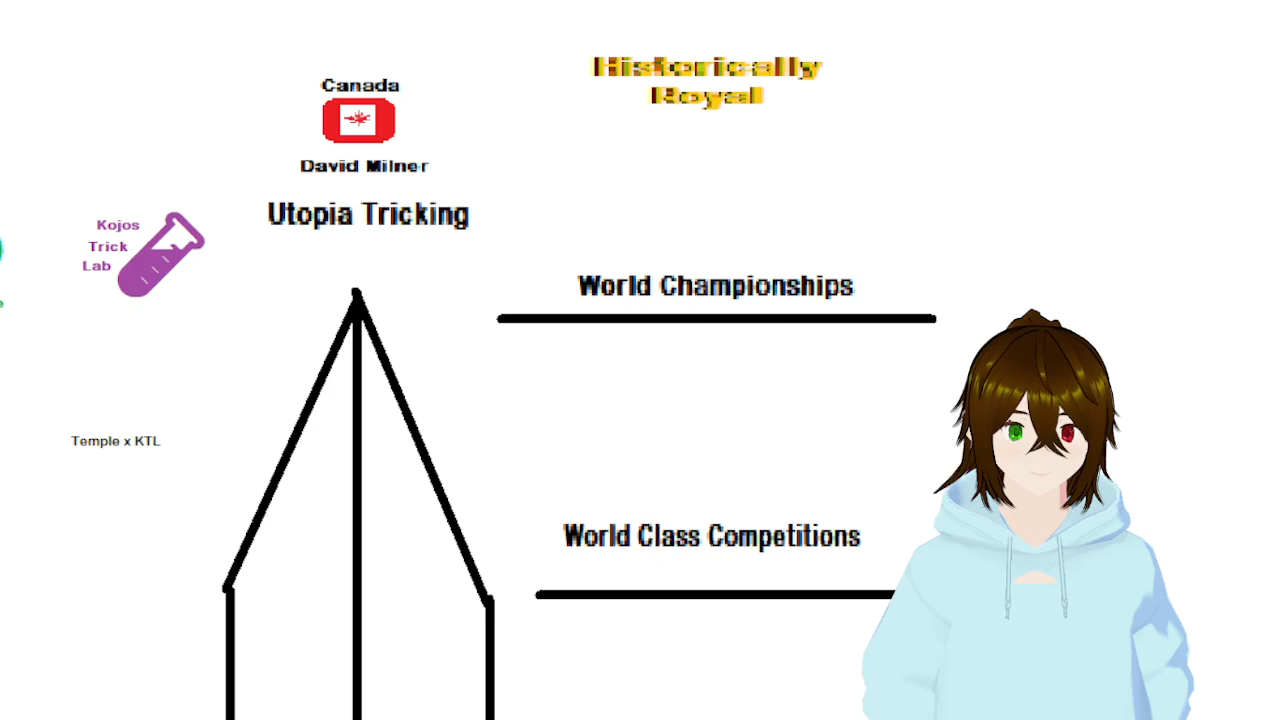 Historically
Royal
Canada
David Milner
Utopia Tricking
Kojos
Trick
Lab
World Championships
Temple x KTL
World Class Competitions